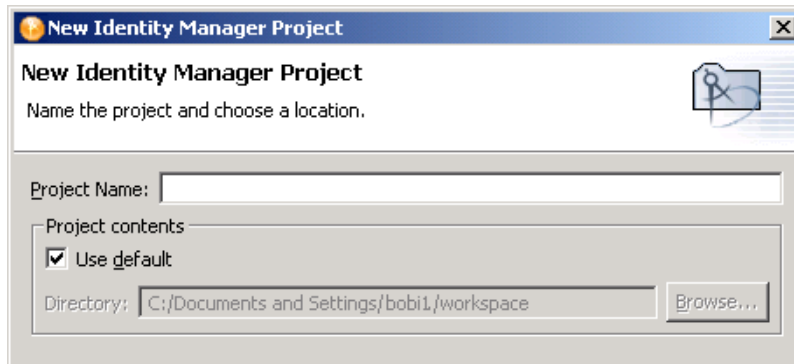 New Identity Manager Project
New Identity Manager Project
Name the project and choose a location.
Project Name:
Project contents
Use default
Directory: C:/Documents and Settings/bobi1/workspace Browse...